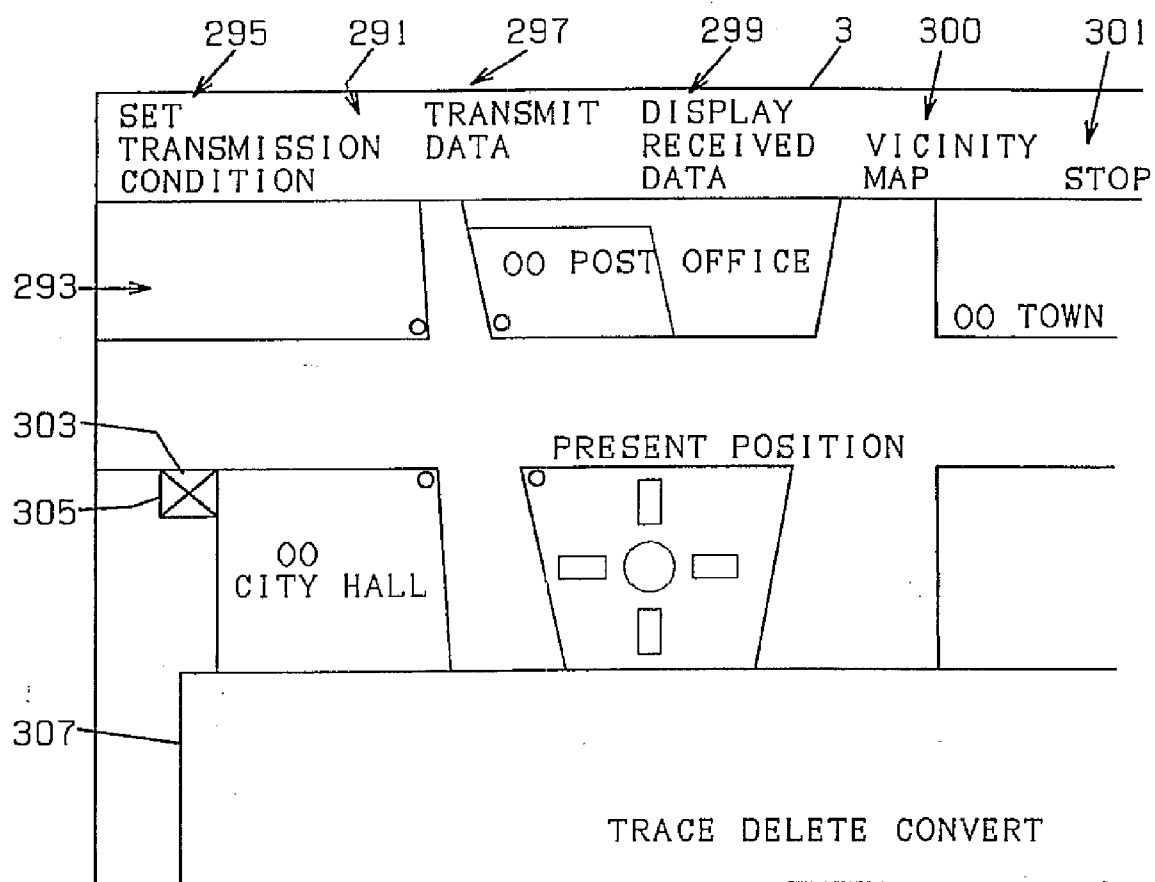 295 291 297 299 3 300 301
SET TRANSMIT DISPLAY
TRANSMISSION DATA RECEIVED VICINITY
CONDITION DATA MAP STOP
OO POST OFFICE
293
OO TOWN
303
PRESENT POSITION
305
OO
CITY HALL
307
TRACE DELETE CONVERT